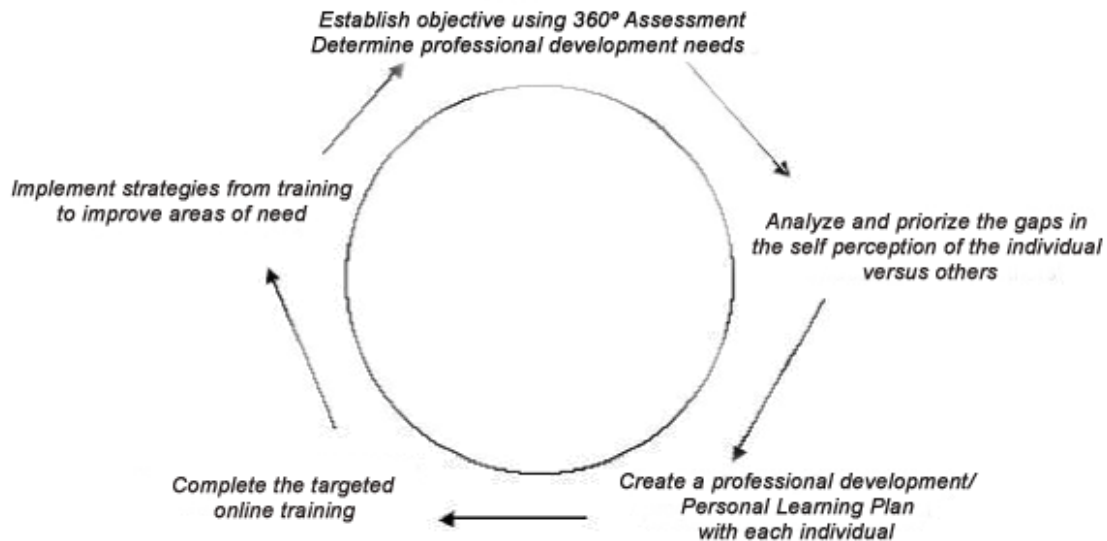 Establish objective using 360º Assessment
Determine professional development needs
Analyze and priorize the gaps in
the self perception of the individual
versus others
Create a professional development/
Personal Learning Plan
with each individual
Complete the targeted
online training
Implement strategies from training
to improve areas of need